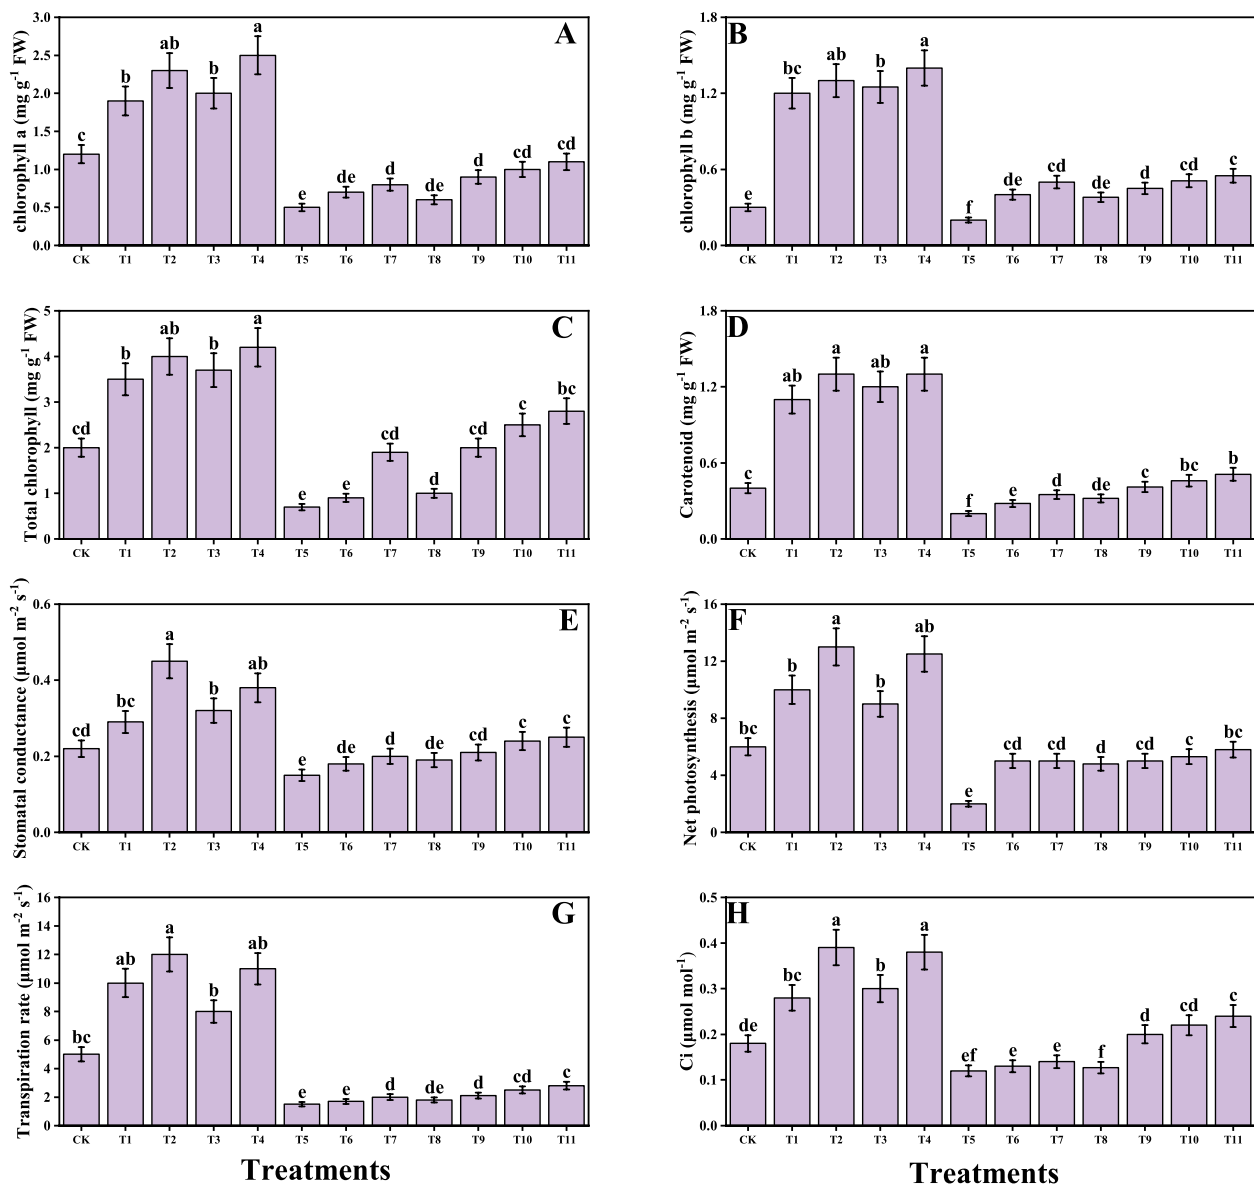 A
chlorophyll a (mg g⁻¹ FW)
3.0
2.5
2.0
1.5
1.0
0.5
0.0
c b ab b a e de d de d cd cd
CK T1 T2 T3 T4 T5 T6 T7 T8 T9 T10 T11
B
chlorophyll b (mg g⁻¹ FW)
1.8
1.2
0.6
0.0
e bc ab b a f de cd de d cd c
CK T1 T2 T3 T4 T5 T6 T7 T8 T9 T10 T11
C
Total chlorophyll (mg g⁻¹ FW)
5
4
3
2
1
0
cd b ab b a e e cd d cd c bc
CK T1 T2 T3 T4 T5 T6 T7 T8 T9 T10 T11
D
Carotenoid (mg g⁻¹ FW)
1.8
1.2
0.6
0.0
c ab a ab a f e d de c bc b
CK T1 T2 T3 T4 T5 T6 T7 T8 T9 T10 T11
E
Stomatal conductance (µmol m⁻² s⁻¹)
0.6
0.4
0.2
0.0
cd bc a b ab e de d de cd c c
CK T1 T2 T3 T4 T5 T6 T7 T8 T9 T10 T11
F
Net photosynthesis (µmol m⁻² s⁻¹)
16
12
8
4
0
bc b a b ab e cd cd d cd c bc
CK T1 T2 T3 T4 T5 T6 T7 T8 T9 T10 T11
G
Transpiration rate (µmol m⁻² s⁻¹)
16
14
12
10
8
6
4
2
0
bc ab a b ab e e d de d cd c
CK T1 T2 T3 T4 T5 T6 T7 T8 T9 T10 T11
Treatments
H
Ci (µmol mol⁻¹)
0.5
0.4
0.3
0.2
0.1
0.0
de bc a b a ef e e f d cd c
CK T1 T2 T3 T4 T5 T6 T7 T8 T9 T10 T11
Treatments